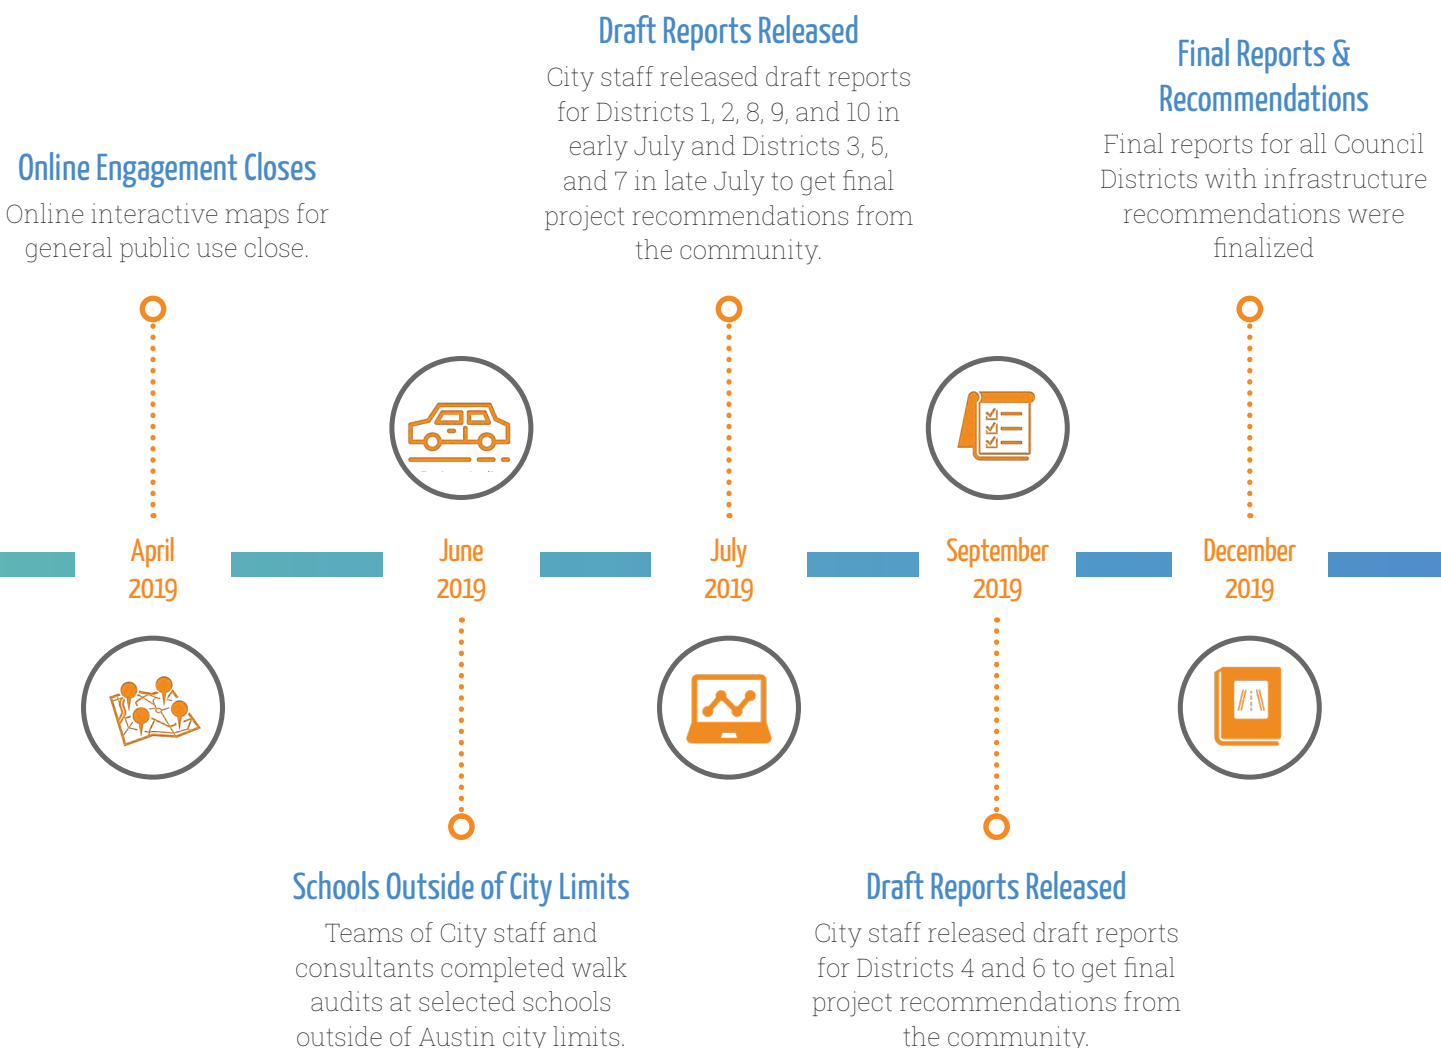 Online Engagement Closes
Online interactive maps for
general public use close.
April
2019
June
2019
Schools Outside of City Limits
Teams of City staff and
consultants completed walk
audits at selected schools
outside of Austin city limits.
Draft Reports Released
City staff released draft reports
for Districts 1, 2, 8, 9, and 10 in
early July and Districts 3, 5,
and 7 in late July to get final
project recommendations from
the community.
July
2019
September
2019
Draft Reports Released
City staff released draft reports
for Districts 4 and 6 to get final
project recommendations from
the community.
Final Reports &
Recommendations
Final reports for all Council
Districts with infrastructure
recommendations were
finalized
December
2019